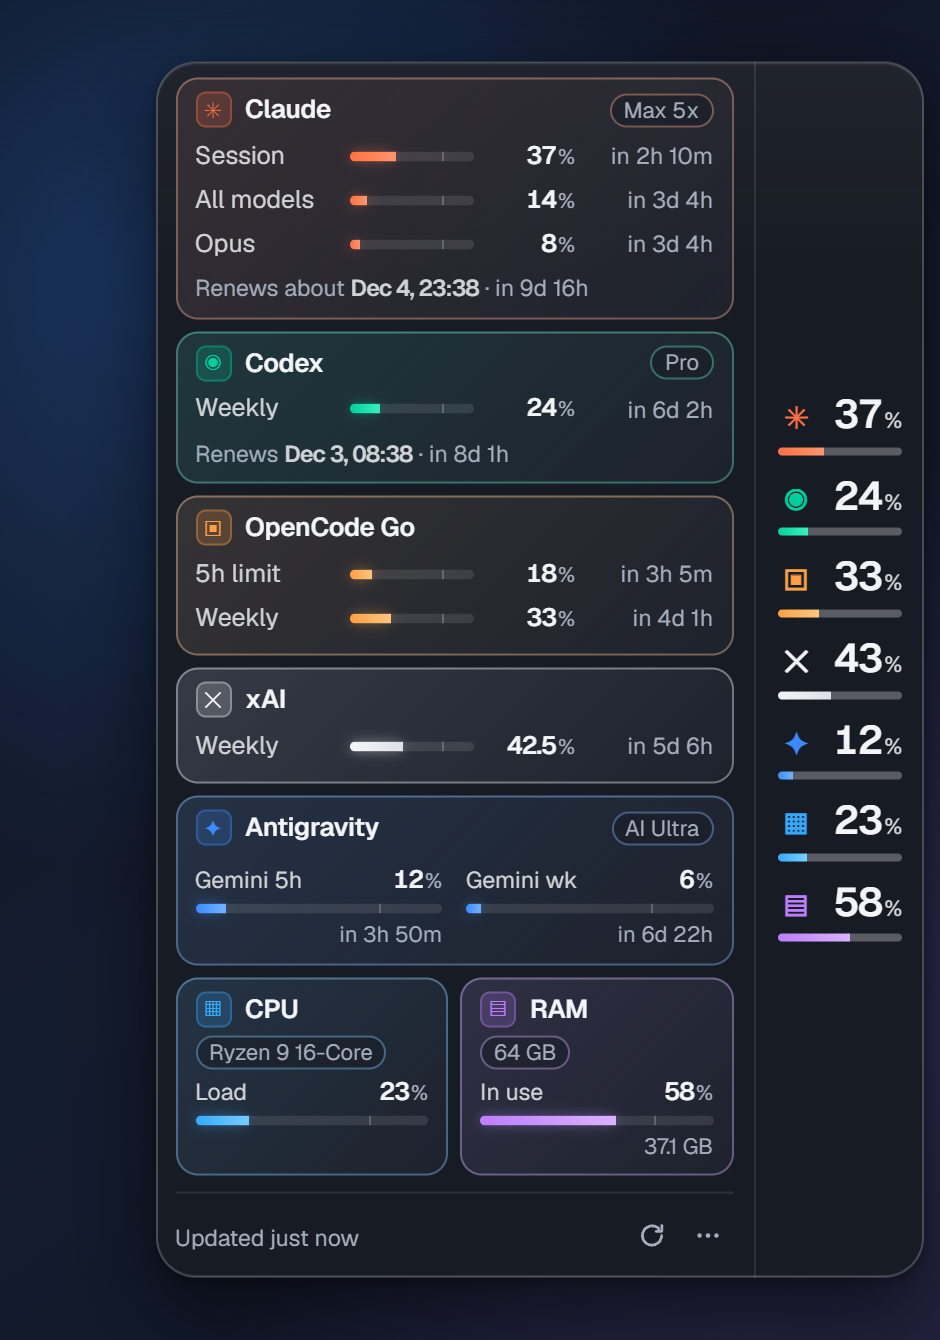 Claude Max 5x
Session 37% in 2h 10m
All models 14% in 3d 4h
Opus 8% in 3d 4h
Renews about Dec 4, 23:38 · in 9d 16h
Codex Pro
Weekly 24% in 6d 2h
Renews Dec 3, 08:38 · in 8d 1h
OpenCode Go
5h limit 18% in 3h 5m
Weekly 33% in 4d 1h
xAI
Weekly 42.5% in 5d 6h
Antigravity AI Ultra
Gemini 5h 12% Gemini wk 6%
in 3h 50m in 6d 22h
CPU RAM
Ryzen 9 16-Core 64 GB
Load 23% In use 58%
37.1 GB
Updated just now
37%
24%
33%
43%
12%
23%
58%